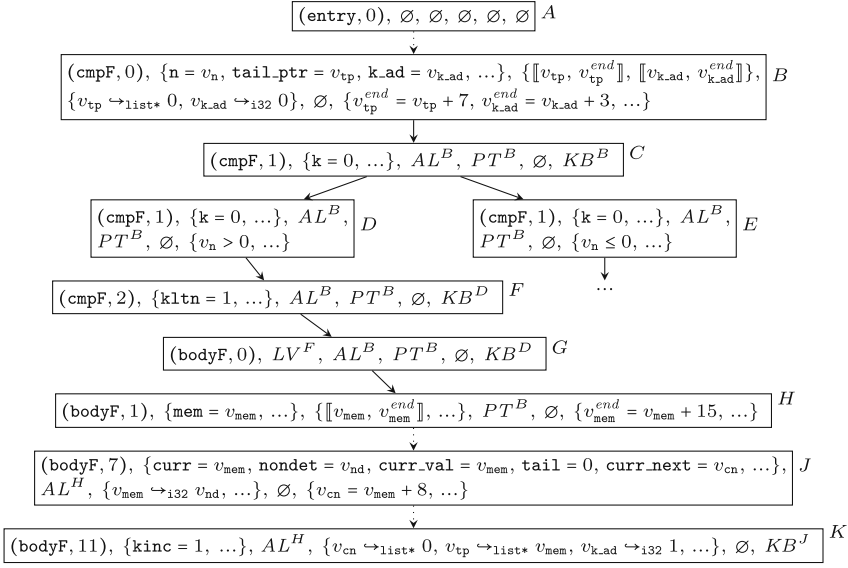 (entry, 0), ∅, ∅, ∅, ∅, ∅ A
(cmpF, 0), {n = v_n, tail_ptr = v_tp, k_ad = v_k_ad, ...}, {⟦v_tp, v_tp^end⟧, ⟦v_k_ad, v_k_ad^end⟧}, B
{v_tp ↪_list* 0, v_k_ad ↪_i32 0}, ∅, {v_tp^end = v_tp + 7, v_k_ad^end = v_k_ad + 3, ...}
(cmpF, 1), {k = 0, ...}, AL^B, PT^B, ∅, KB^B C
(cmpF, 1), {k = 0, ...}, AL^B, D
PT^B, ∅, {v_n > 0, ...}
(cmpF, 1), {k = 0, ...}, AL^B, E
PT^B, ∅, {v_n ≤ 0, ...}
...
(cmpF, 2), {kltn = 1, ...}, AL^B, PT^B, ∅, KB^D F
(bodyF, 0), LV^F, AL^B, PT^B, ∅, KB^D G
(bodyF, 1), {mem = v_mem, ...}, {⟦v_mem, v_mem^end⟧, ...}, PT^B, ∅, {v_mem^end = v_mem + 15, ...} H
(bodyF, 7), {curr = v_mem, nondet = v_nd, curr_val = v_mem, tail = 0, curr_next = v_cn, ...}, J
AL^H, {v_mem ↪_i32 v_nd, ...}, ∅, {v_cn = v_mem + 8, ...}
(bodyF, 11), {kinc = 1, ...}, AL^H, {v_cn ↪_list* 0, v_tp ↪_list* v_mem, v_k_ad ↪_i32 1, ...}, ∅, KB^J K